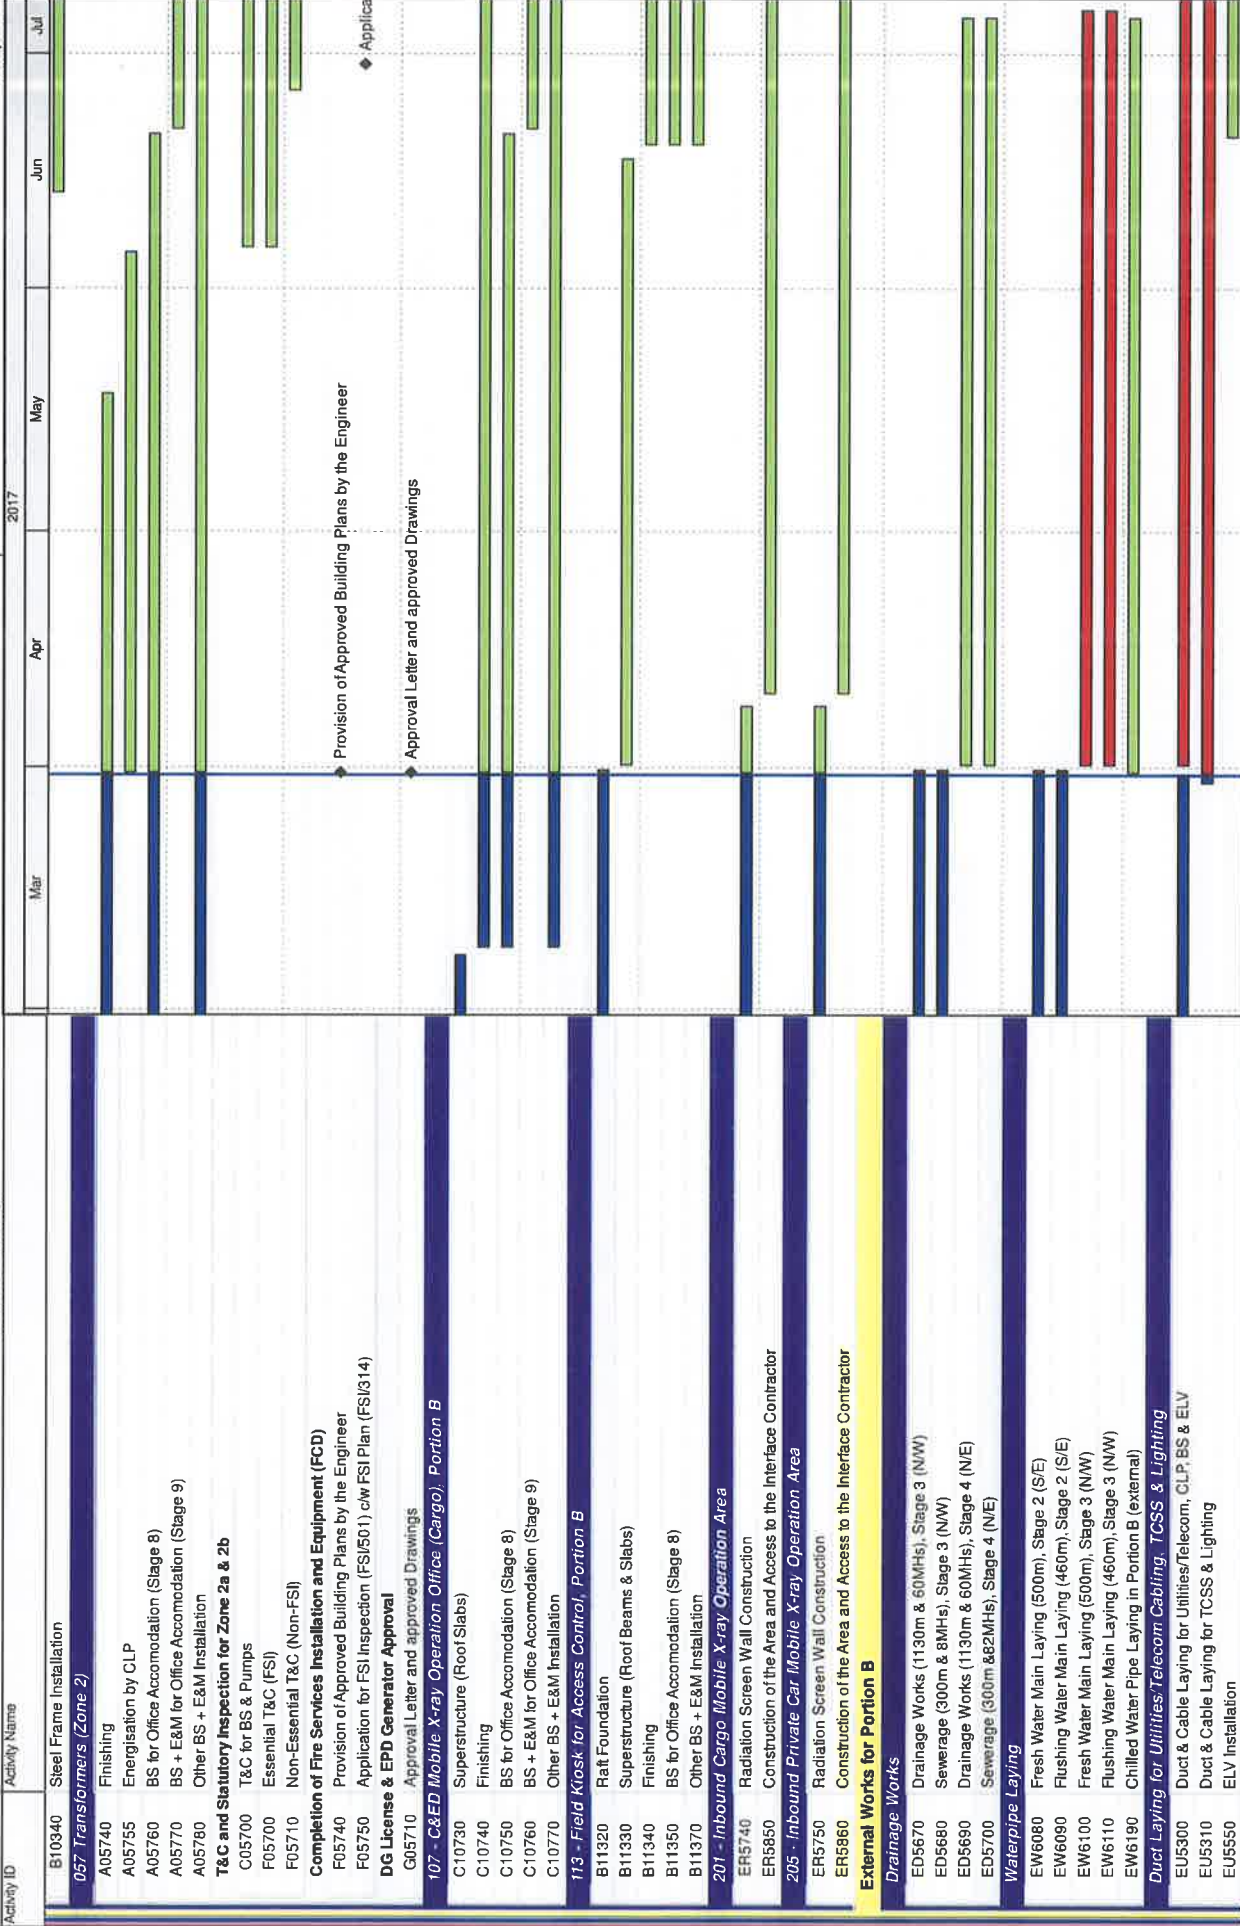 Activity ID Activity Name 2017
Mar Apr May Jun Jul
B10340 Steel Frame Installation
057 Transformers (Zone 2)
A05740 Finishing
A05755 Energisation by CLP
A05760 BS for Office Accomodation (Stage 8)
A05770 BS + E&M for Office Accomodation (Stage 9)
A05780 Other BS + E&M Installation
T&C and Statutory Inspection for Zone 2a & 2b
C05700 T&C for BS & Pumps
F05700 Essential T&C (FSI)
F05710 Non-Essential T&C (Non-FSI)
Completion of Fire Services Installation and Equipment (FCD)
F05740 Provision of Approved Building Plans by the Engineer Provision of Approved Building Plans by the Engineer
F05750 Application for FSI Inspection (FSI/501) c/w FSI Plan (FSI/314) Applica
DG License & EPD Generator Approval
G05710 Approval Letter and approved Drawings Approval Letter and approved Drawings
107 - C&ED Mobile X-ray Operation Office (Cargo), Portion B
C10730 Superstructure (Roof Slabs)
C10740 Finishing
C10750 BS for Office Accomodation (Stage 8)
C10760 BS + E&M for Office Accomodation (Stage 9)
C10770 Other BS + E&M Installation
113 - Field Kiosk for Access Control, Portion B
B11320 Raft Foundation
B11330 Superstructure (Roof Beams & Slabs)
B11340 Finishing
B11350 BS for Office Accomodation (Stage 8)
B11370 Other BS + E&M Installation
201 - Inbound Cargo Mobile X-ray Operation Area
ER5740 Radiation Screen Wall Construction
ER5850 Construction of the Area and Access to the Interface Contractor
205 - Inbound Private Car Mobile X-ray Operation Area
ER5750 Radiation Screen Wall Construction
ER5860 Construction of the Area and Access to the Interface Contractor
External Works for Portion B
Drainage Works
ED5670 Drainage Works (1130m & 60MHs), Stage 3 (N/W)
ED5680 Sewerage (300m & 8MHs), Stage 3 (N/W)
ED5690 Drainage Works (1130m & 60MHs), Stage 4 (N/E)
ED5700 Sewerage (300m &82MHs), Stage 4 (N/E)
Waterpipe Laying
EW6080 Fresh Water Main Laying (500m), Stage 2 (S/E)
EW6090 Flushing Water Main Laying (460m), Stage 2 (S/E)
EW6100 Fresh Water Main Laying (500m), Stage 3 (N/W)
EW6110 Flushing Water Main Laying (460m), Stage 3 (N/W)
EW6190 Chilled Water Pipe Laying in Portion B (external)
Duct Laying for Utilities/Telecom Cabling, TCSS & Lighting
EU5300 Duct & Cable Laying for Utilities/Telecom, CLP, BS & ELV
EU5310 Duct & Cable Laying for TCSS & Lighting
EU5550 ELV Installation